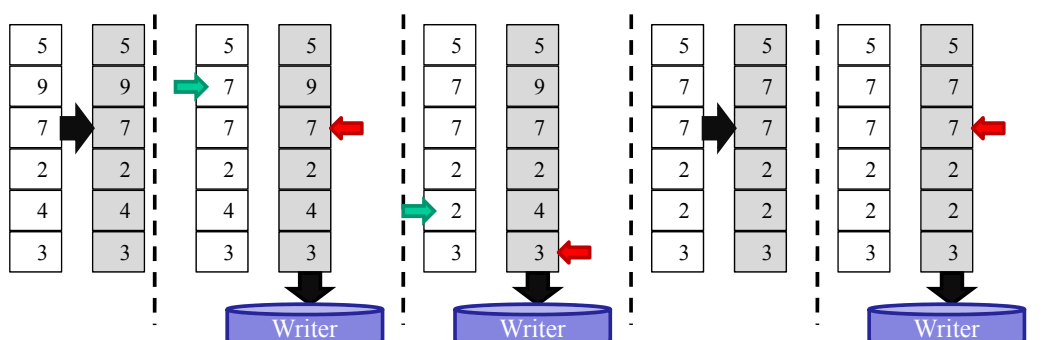 5 5 5 5 5 5 5 5 5 5
9 9 7 9 7 9 7 7 7 7
7 7 7 7 7 7 7 7 7 7
2 2 2 2 2 2 2 2 2 2
4 4 4 4 2 4 2 2 2 2
3 3 3 3 3 3 3 3 3 3
Writer Writer Writer